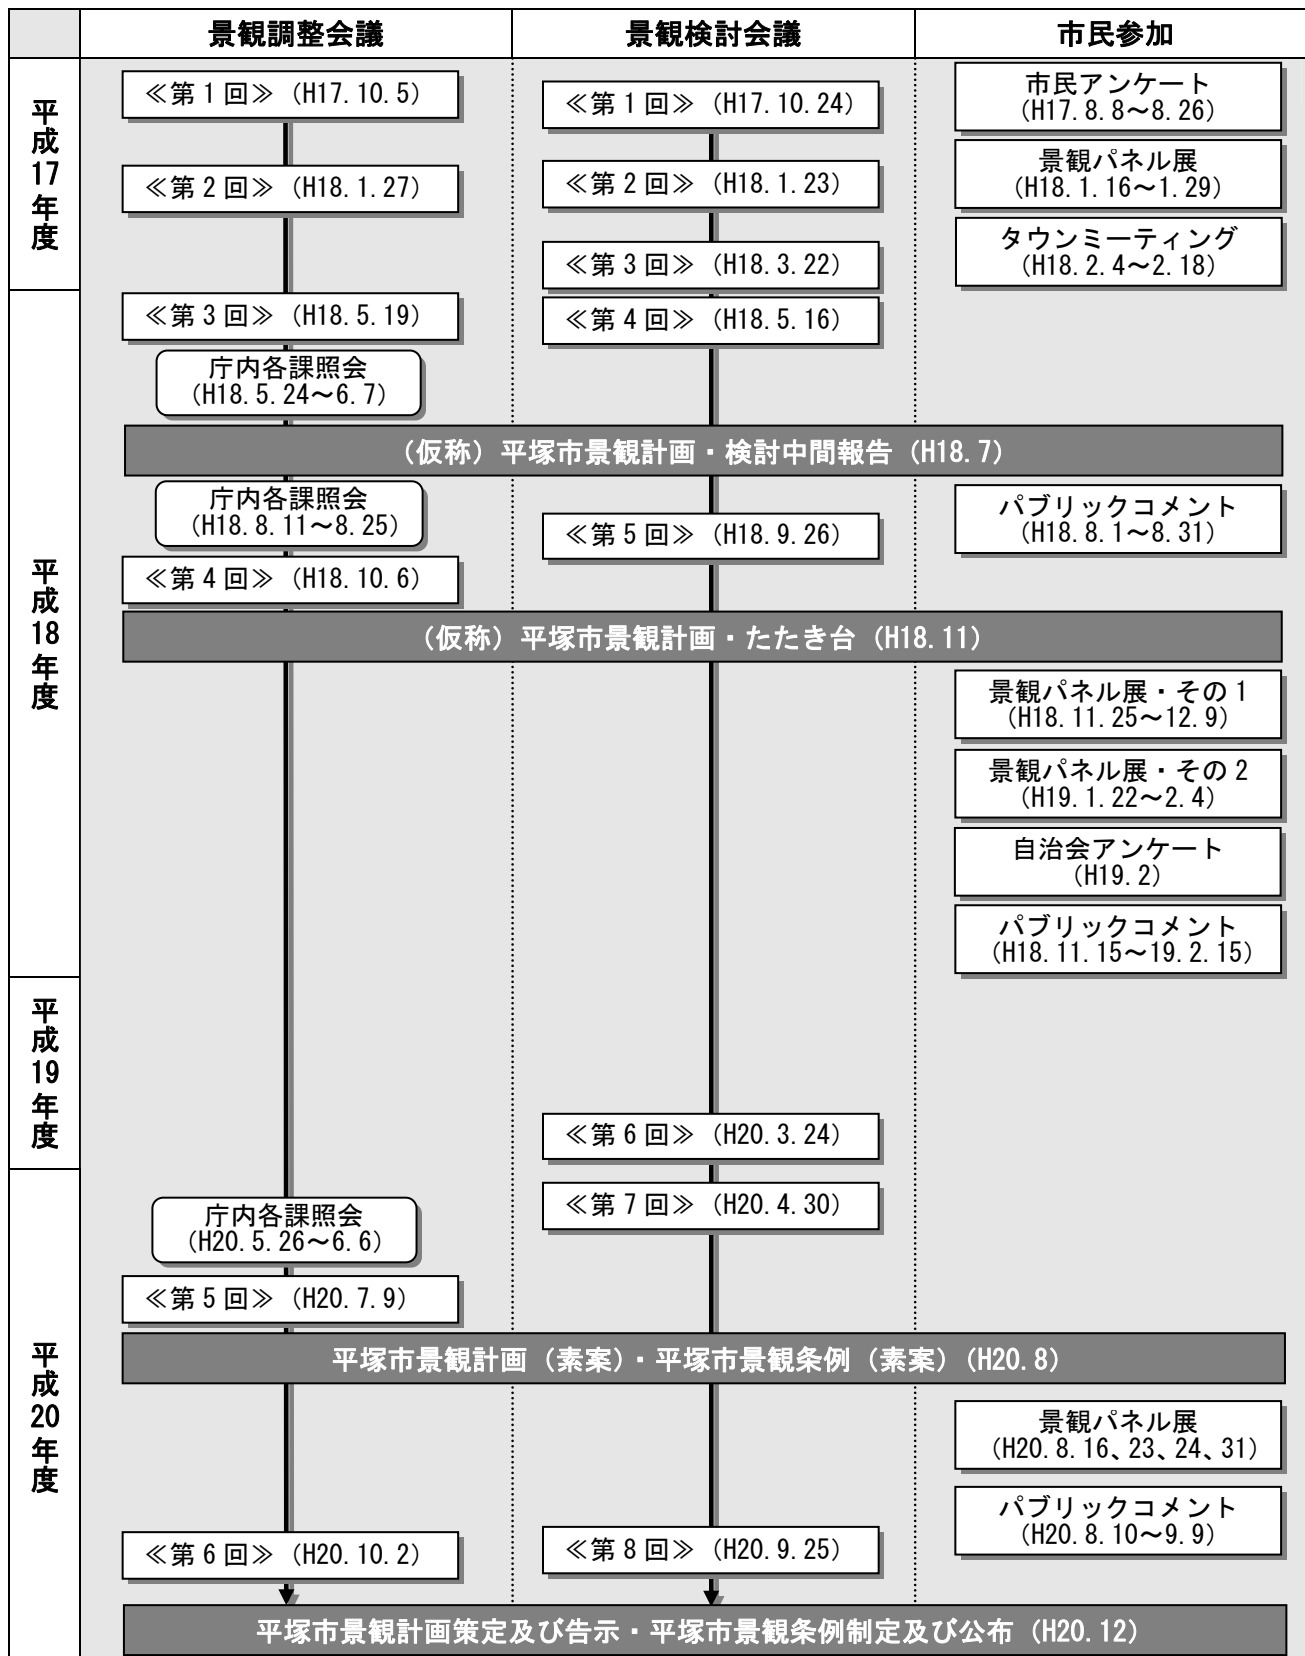 景観調整会議
景観検討会議
市民参加
平成17年度
≪第1回≫（H17.10.5）
≪第1回≫（H17.10.24）
市民アンケート
（H17.8.8～8.26）
≪第2回≫（H18.1.27）
≪第2回≫（H18.1.23）
景観パネル展
（H18.1.16～1.29）
≪第3回≫（H18.3.22）
タウンミーティング
（H18.2.4～2.18）
平成18年度
≪第3回≫（H18.5.19）
≪第4回≫（H18.5.16）
庁内各課照会
（H18.5.24～6.7）
（仮称）平塚市景観計画・検討中間報告（H18.7）
庁内各課照会
（H18.8.11～8.25）
≪第5回≫（H18.9.26）
パブリックコメント
（H18.8.1～8.31）
≪第4回≫（H18.10.6）
（仮称）平塚市景観計画・たたき台（H18.11）
景観パネル展・その1
（H18.11.25～12.9）
景観パネル展・その2
（H19.1.22～2.4）
自治会アンケート
（H19.2）
パブリックコメント
（H18.11.15～19.2.15）
平成19年度
≪第6回≫（H20.3.24）
平成20年度
≪第7回≫（H20.4.30）
庁内各課照会
（H20.5.26～6.6）
≪第5回≫（H20.7.9）
平塚市景観計画（素案）・平塚市景観条例（素案）（H20.8）
景観パネル展
（H20.8.16、23、24、31）
パブリックコメント
（H20.8.10～9.9）
≪第6回≫（H20.10.2）
≪第8回≫（H20.9.25）
平塚市景観計画策定及び告示・平塚市景観条例制定及び公布（H20.12）